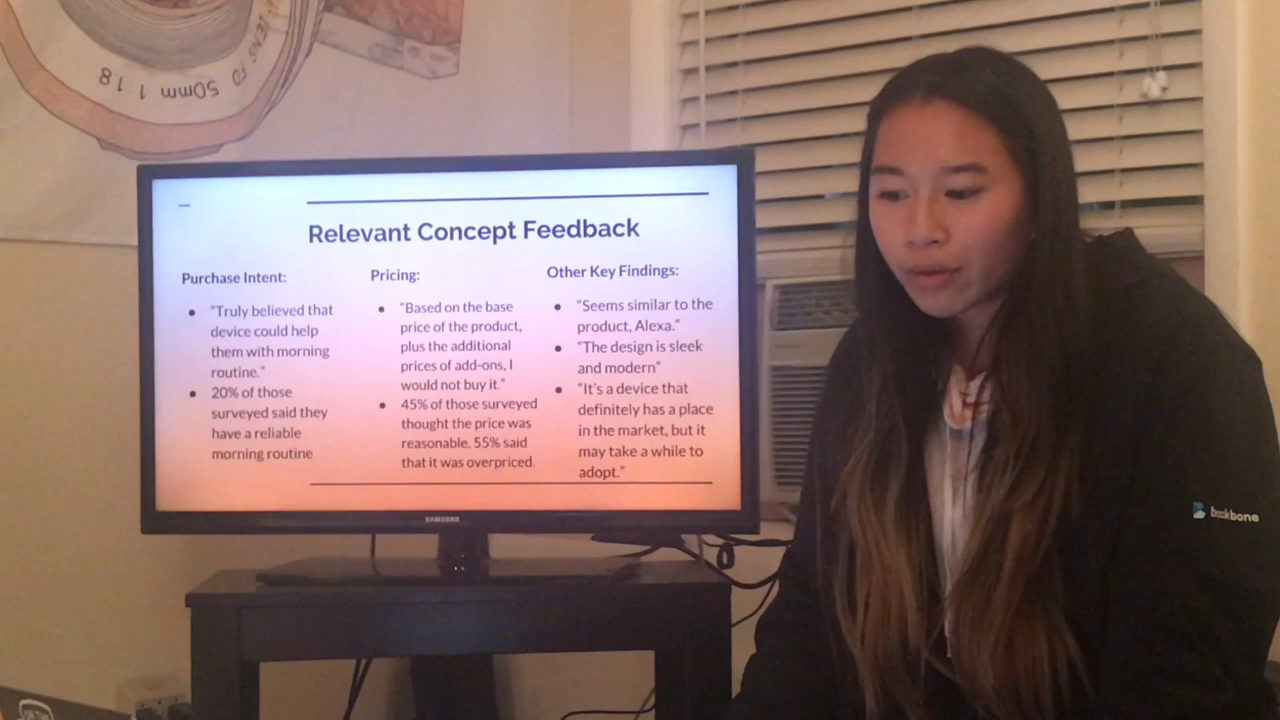 LENS FD 50mm 1:1.8
Relevant Concept Feedback
Purchase Intent:
● "Truly believed that
device could help
them with morning
routine."
● 20% of those
surveyed said they
have a reliable
morning routine
Pricing:
● "Based on the base
price of the product,
plus the additional
prices of add-ons, I
would not buy it."
● 45% of those surveyed
thought the price was
reasonable, 55% said
that it was overpriced.
Other Key Findings:
● "Seems similar to the
product, Alexa."
● "The design is sleek
and modern"
● "It's a device that
definitely has a place
in the market, but it
may take a while to
adopt."
SAMSUNG
backbone